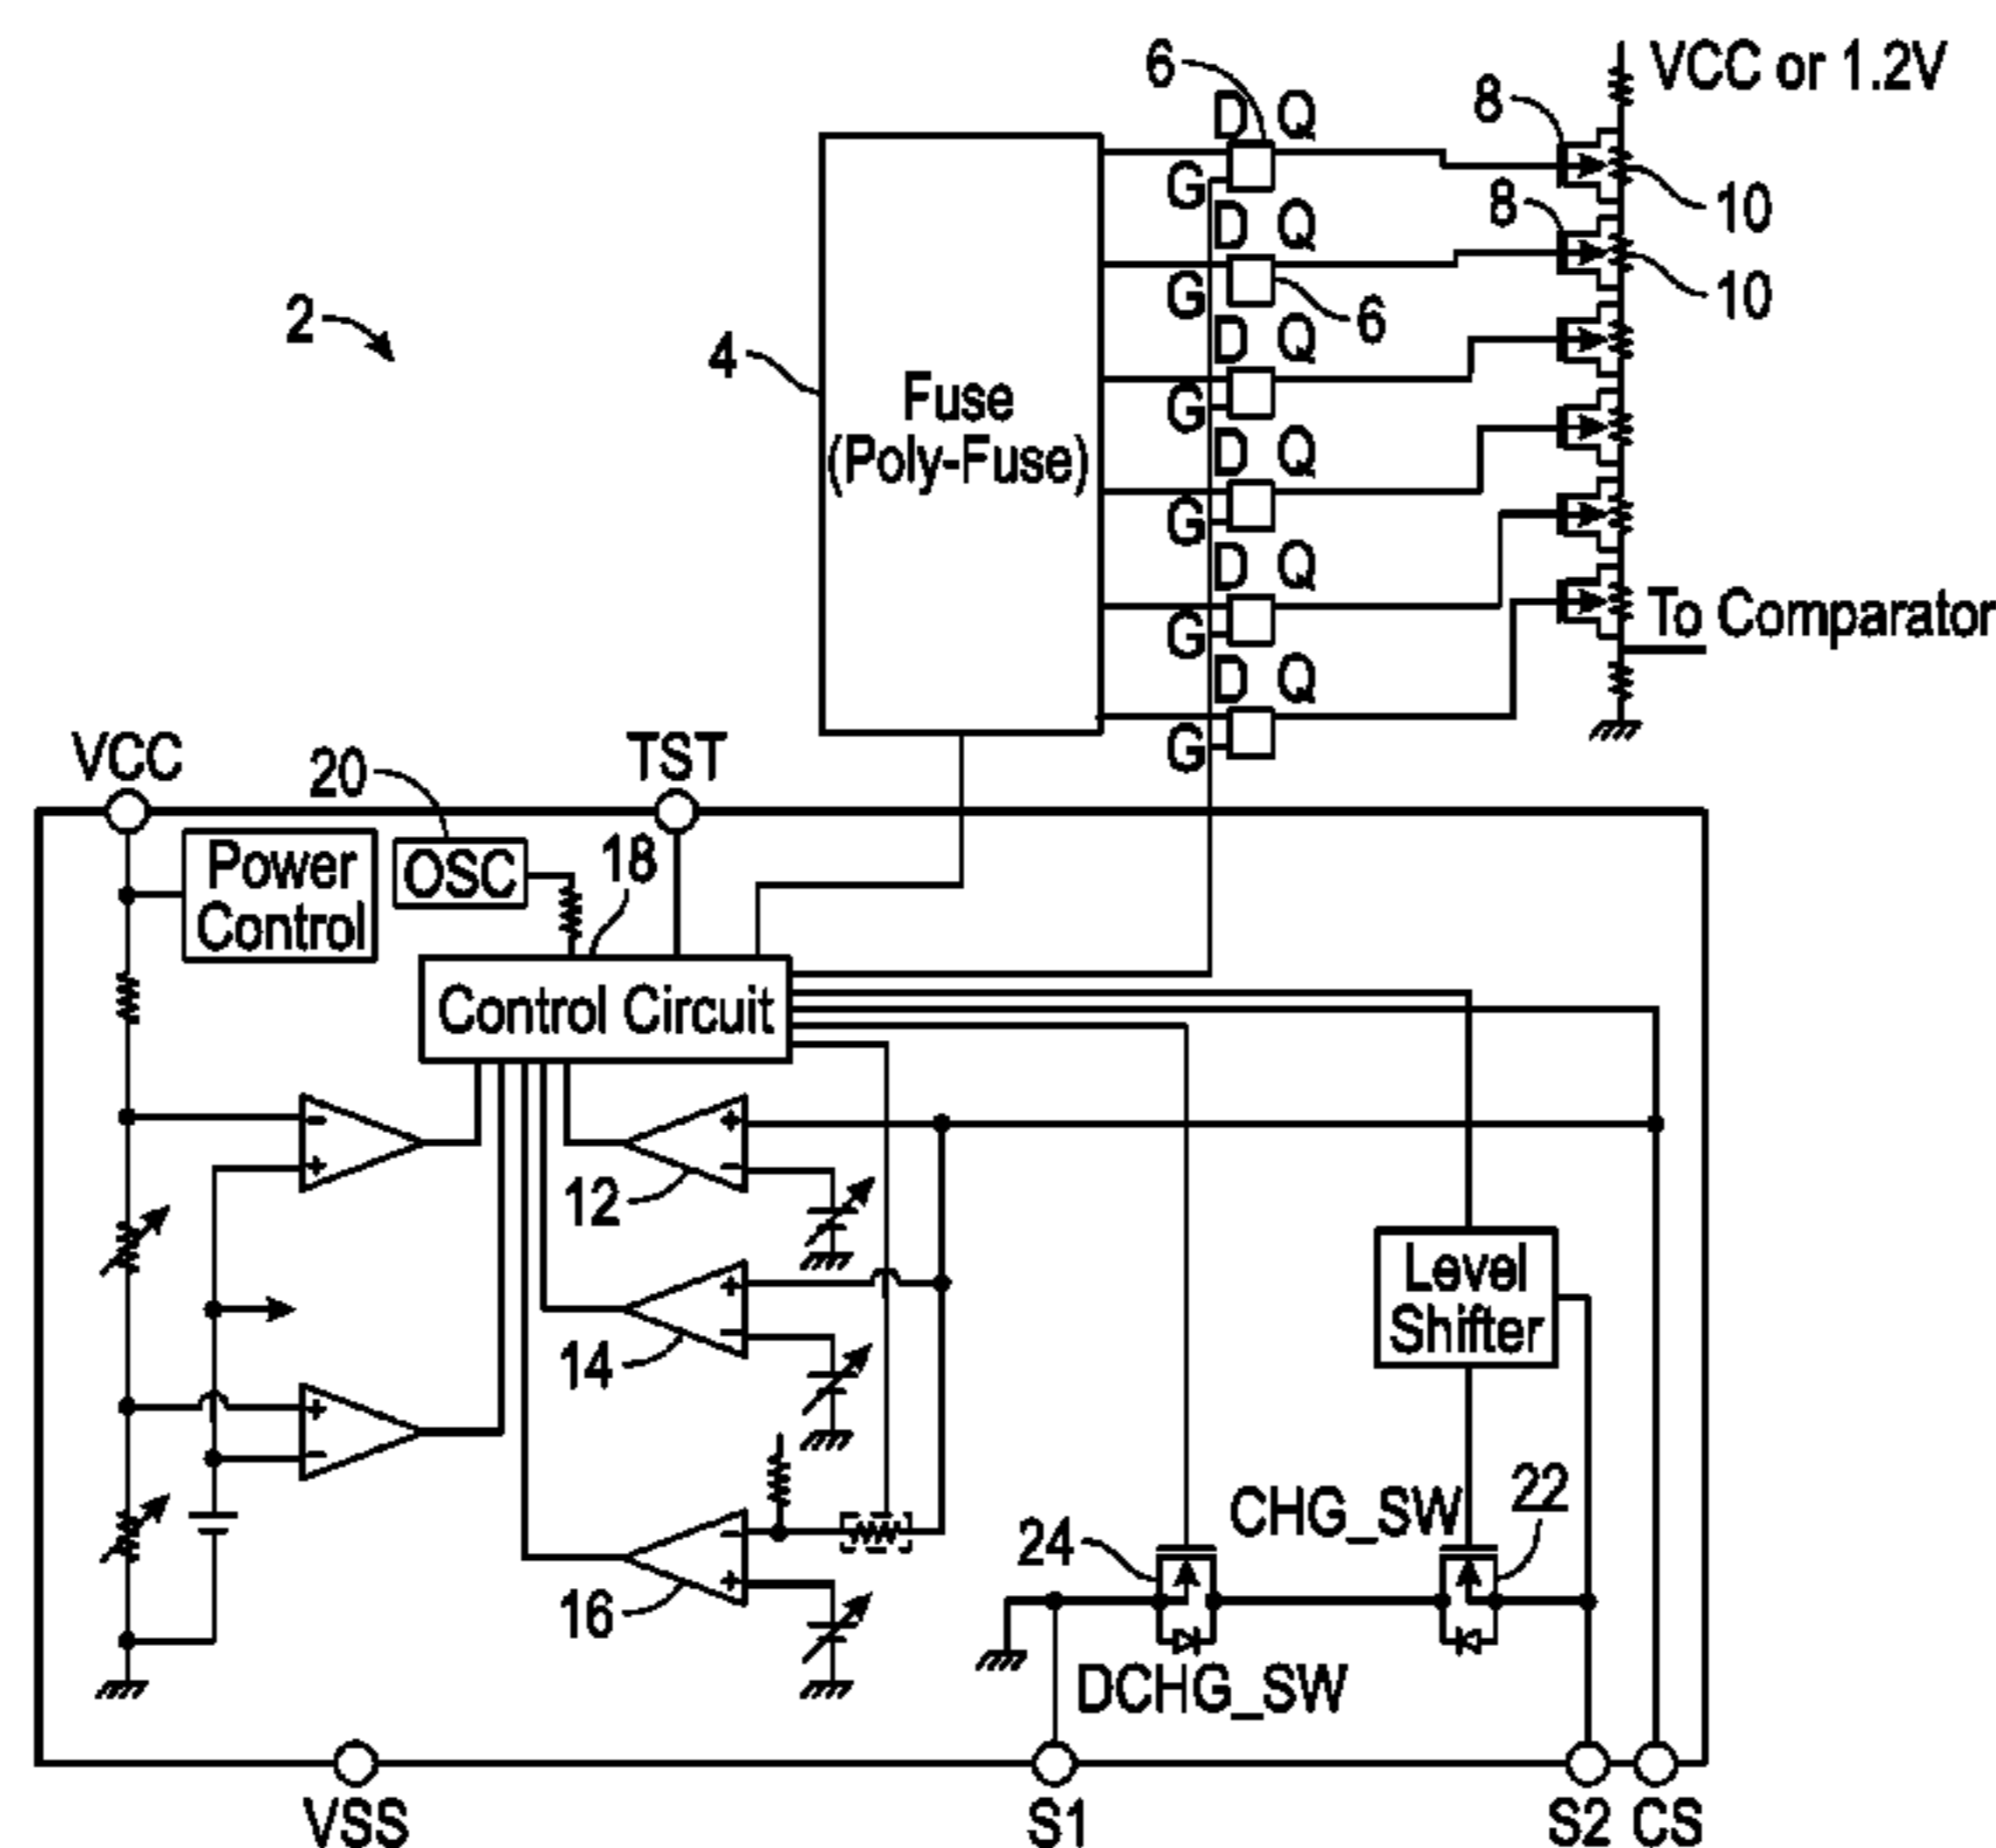 6
VCC or 1.2V
8
D Q
G
10
8
D Q
G
10
6
2
4
Fuse
(Poly-Fuse)
D Q
G
D Q
G
D Q
G
To Comparator
D Q
G
VCC
20
TST
Power
Control
OSC
18
Control Circuit
-
+
+
-
12
+
-
14
Level
Shifter
+
-
-
+
16
CHG_SW
22
24
DCHG_SW
VSS
S1
S2
CS